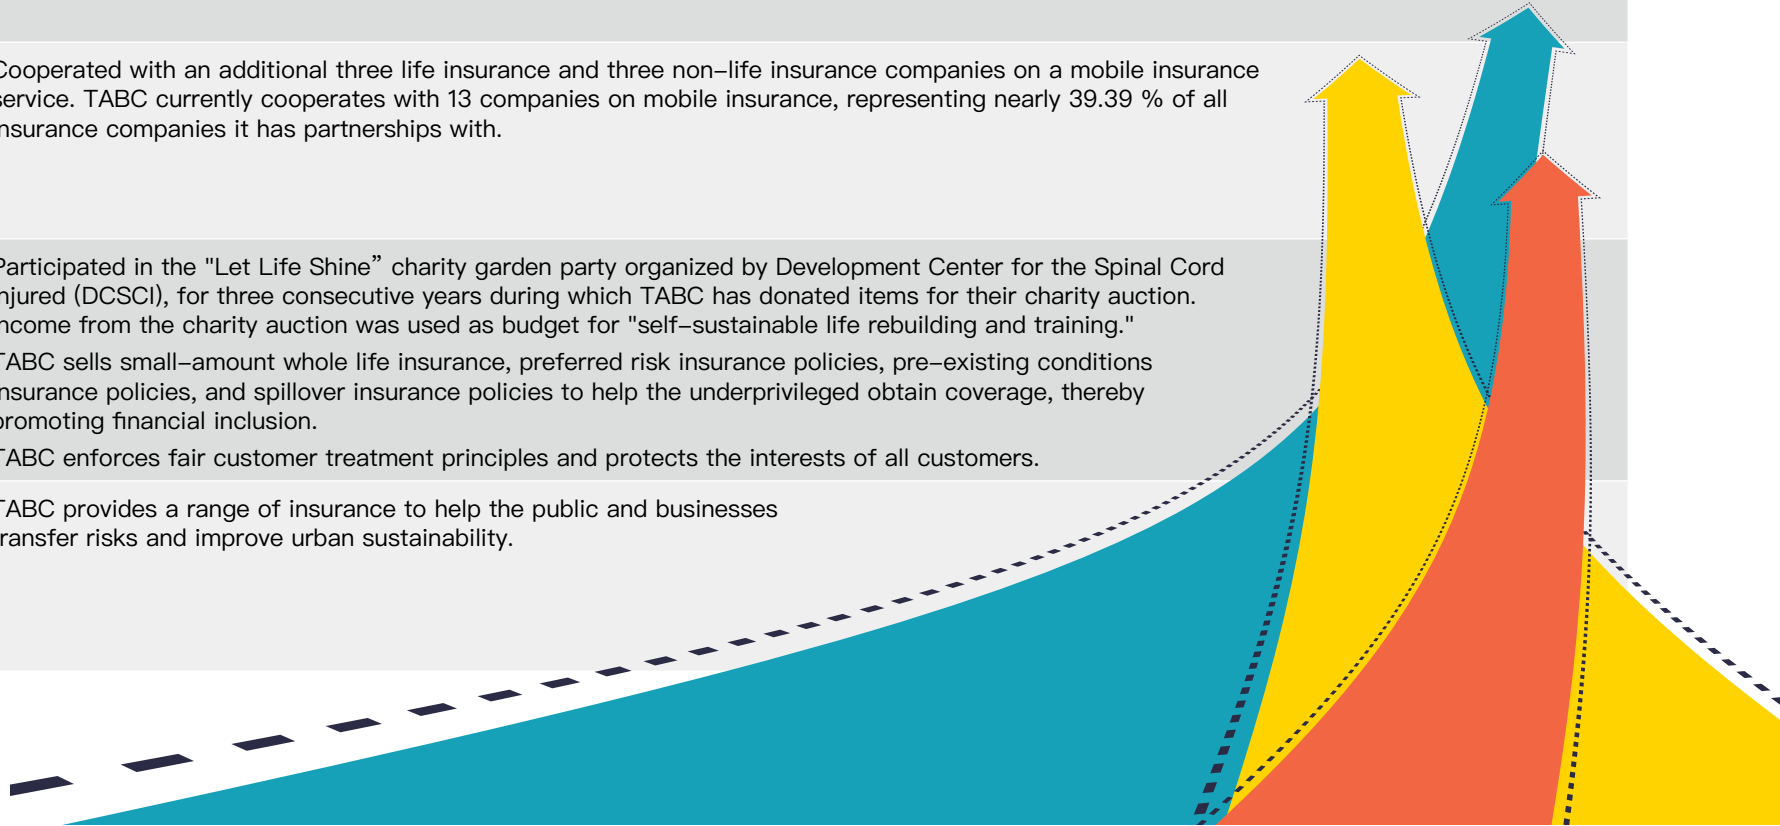 Cooperated with an additional three life insurance and three non–life insurance companies on a mobile insurance
service. TABC currently cooperates with 13 companies on mobile insurance, representing nearly 39.39 % of all
insurance companies it has partnerships with.
Participated in the "Let Life Shine” charity garden party organized by Development Center for the Spinal Cord
Injured (DCSCI), for three consecutive years during which TABC has donated items for their charity auction.
Income from the charity auction was used as budget for "self–sustainable life rebuilding and training."
TABC sells small–amount whole life insurance, preferred risk insurance policies, pre–existing conditions
insurance policies, and spillover insurance policies to help the underprivileged obtain coverage, thereby
promoting financial inclusion.
TABC enforces fair customer treatment principles and protects the interests of all customers.
TABC provides a range of insurance to help the public and businesses
transfer risks and improve urban sustainability.